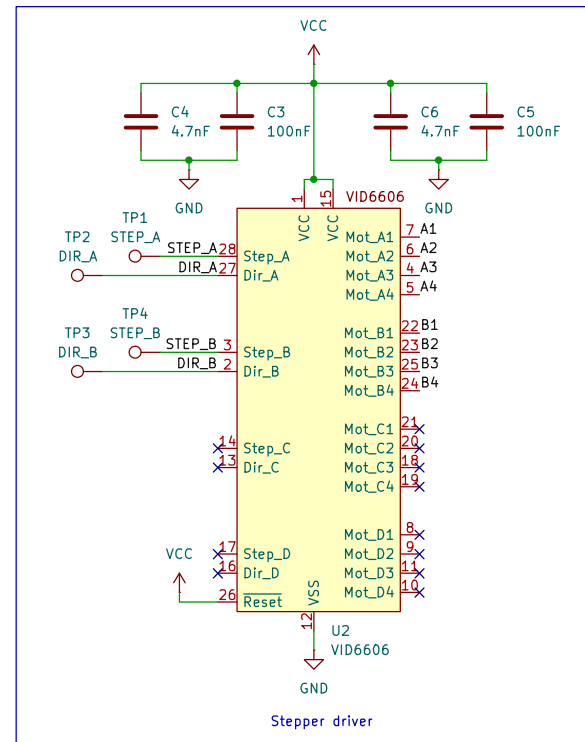 VCC
C4
4.7nF
C3
100nF
C6
4.7nF
C5
100nF
GND
GND
1
VCC
15
VCC
VID6606
TP1
STEP_A
TP2
DIR_A
STEP_A 28 Step_A
DIR_A 27 Dir_A
Mot_A1 7 A1
Mot_A2 6 A2
Mot_A3 4 A3
Mot_A4 5 A4
TP4
STEP_B
TP3
DIR_B
STEP_B 3 Step_B
DIR_B 2 Dir_B
Mot_B1 22 B1
Mot_B2 23 B2
Mot_B3 25 B3
Mot_B4 24 B4
14 Step_C
13 Dir_C
Mot_C1 21
Mot_C2 20
Mot_C3 18
Mot_C4 19
17 Step_D
16 Dir_D
Mot_D1 8
Mot_D2 9
Mot_D3 11
Mot_D4 10
VCC
26 Reset
VSS
12
U2
VID6606
GND
Stepper driver